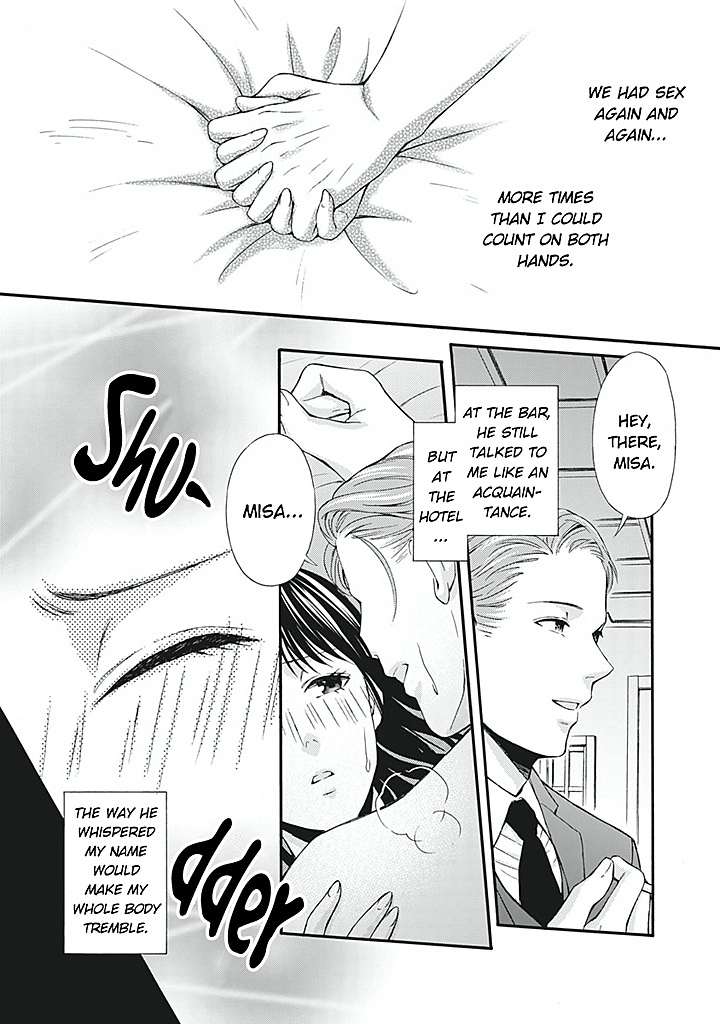 WE HAD SEX
AGAIN AND
AGAIN...
MORE TIMES
THAN I COULD
COUNT ON BOTH
HANDS.
HEY,
THERE,
MISA.
AT THE BAR,
HE STILL
TALKED TO
ME LIKE AN
ACQUAIN-
TANCE.
BUT
AT
THE
HOTEL
...
MISA...
Shu-
dder
THE WAY HE
WHISPERED
MY NAME
WOULD
MAKE MY
WHOLE BODY
TREMBLE.